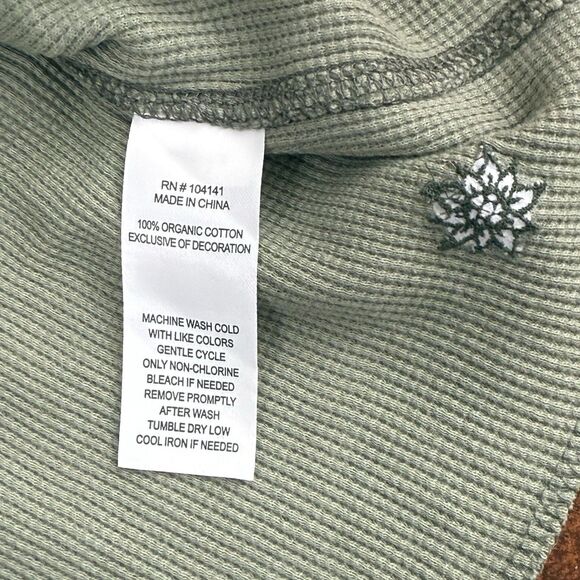 RN # 104141
MADE IN CHINA
100% ORGANIC COTTON
EXCLUSIVE OF DECORATION
MACHINE WASH COLD
WITH LIKE COLORS
GENTLE CYCLE
ONLY NON-CHLORINE
BLEACH IF NEEDED
REMOVE PROMPTLY
AFTER WASH
TUMBLE DRY LOW
COOL IRON IF NEEDED